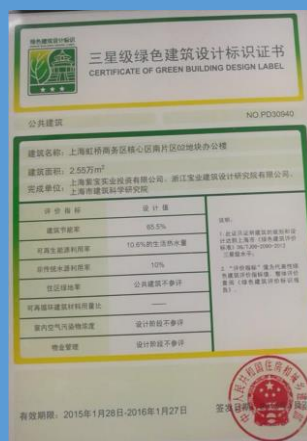 绿色建筑设计标识
三星级绿色建筑设计标识证书
CERTIFICATE OF GREEN BUILDING DESIGN LABEL
公共建筑
NO.PD30940
建筑名称：上海虹桥商务区核心区南片区02地块办公楼
建筑面积：2.55万m²
完成单位：上海紫宝实业投资有限公司、浙江宝业建筑设计研究院有限公司、
上海市建筑科学研究院
评价指标 设计值
建筑节能率 65.5%
可再生能源利用率 10.6%的生活热水量
非传统水源利用率 10%
住区绿地率 公共建筑不参评
可再循环建筑材料用量比 ——
室内空气污染物浓度 设计阶段不参评
物业管理 设计阶段不参评
说明：
有效期限：2015年1月28日-2016年1月27日